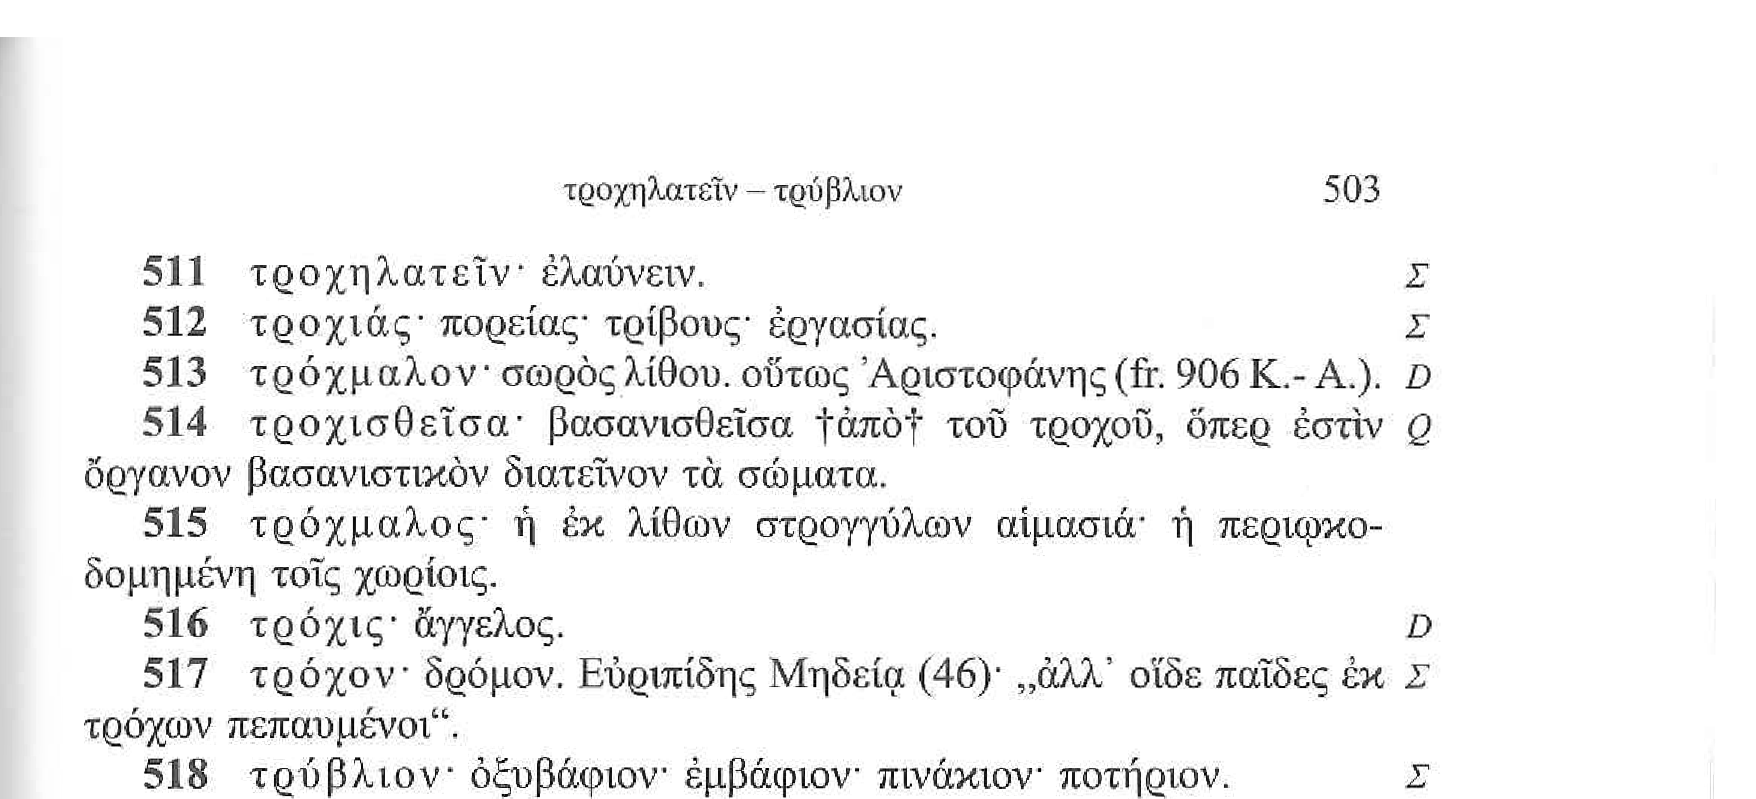 τροχηλατεῖν – τρύβλιον 503
511 τροχηλατεῖν· ἐλαύνειν. Σ
512 τροχιάς· πορείας· τρίβους· ἐργασίας. Σ
513 τρόχμαλον· σωρὸς λίθου. οὕτως Ἀριστοφάνης (fr. 906 K.- A.). D
514 τροχισθεῖσα· βασανισθεῖσα †ἀπὸ† τοῦ τροχοῦ, ὅπερ ἐστὶν Q
ὄργανον βασανιστικὸν διατεῖνον τὰ σώματα.
515 τρόχμαλος· ἡ ἐκ λίθων στρογγύλων αἱμασιά· ἡ περιῳκο-
δομημένη τοῖς χωρίοις.
516 τρόχις· ἄγγελος. D
517 τρόχον· δρόμον. Εὐριπίδης Μηδείᾳ (46)· „ἀλλ’ οἵδε παῖδες ἐκ Σ
τρόχων πεπαυμένοι“.
518 τρύβλιον· ὀξυβάφιον· ἐμβάφιον· πινάκιον· ποτήριον. Σ